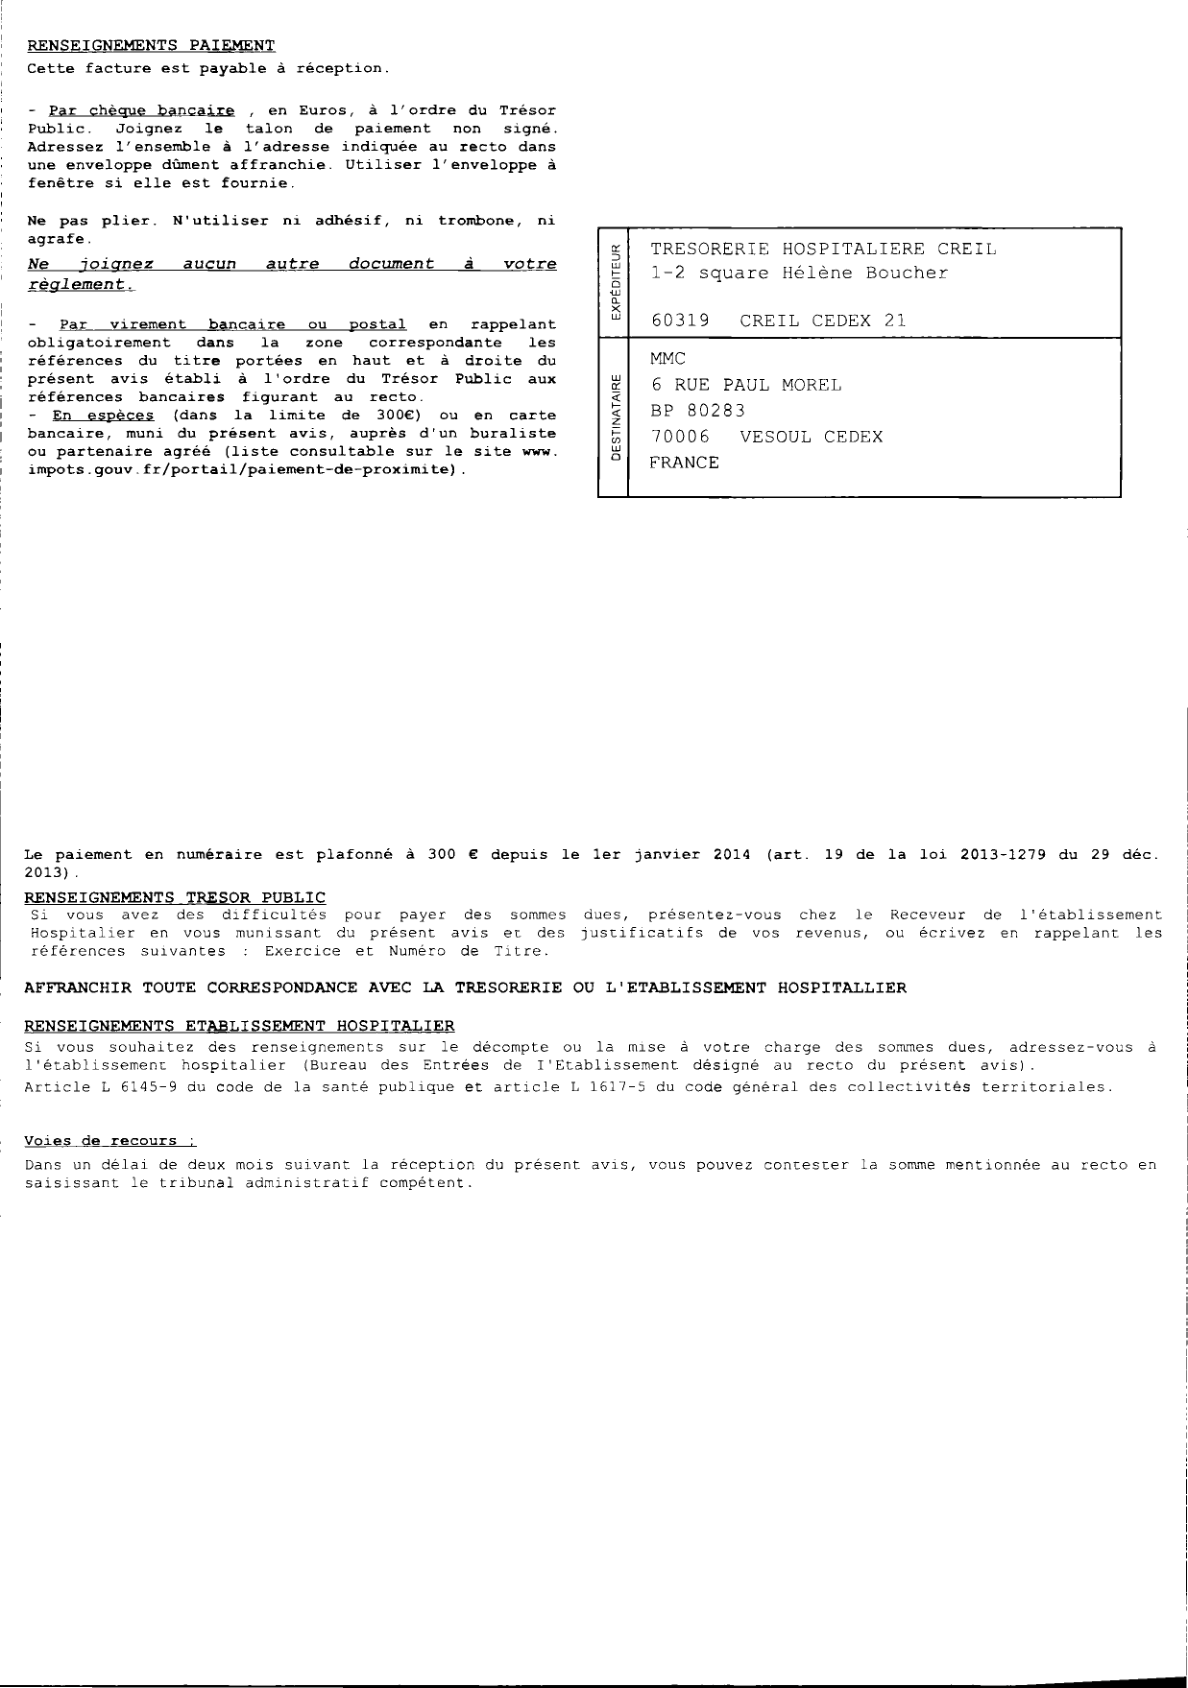 RENSEIGNEMENTS PAIEMENT
Cette facture est payable à réception.
- Par chèque bancaire , en Euros, à l'ordre du Trésor
Public. Joignez le talon de paiement non signé.
Adressez l'ensemble à l'adresse indiquée au recto dans
une enveloppe dûment affranchie. Utiliser l'enveloppe à
fenêtre si elle est fournie.
Ne pas plier. N'utiliser ni adhésif, ni trombone, ni
agrafe.
Ne joignez aucun autre document à votre
règlement.
- Par virement bancaire ou postal en rappelant
obligatoirement dans la zone correspondante les
références du titre portées en haut et à droite du
présent avis établi à l'ordre du Trésor Public aux
références bancaires figurant au recto.
- En espèces (dans la limite de 300€) ou en carte
bancaire, muni du présent avis, auprès d'un buraliste
ou partenaire agréé (liste consultable sur le site www.
impots.gouv.fr/portail/paiement-de-proximite).
EXPÉDITEUR
TRESORERIE HOSPITALIERE CREIL
1-2 square Hélène Boucher
60319 CREIL CEDEX 21
DESTINATAIRE
MMC
6 RUE PAUL MOREL
BP 80283
70006 VESOUL CEDEX
FRANCE
Le paiement en numéraire est plafonné à 300 € depuis le 1er janvier 2014 (art. 19 de la loi 2013-1279 du 29 déc.
2013).
RENSEIGNEMENTS TRESOR PUBLIC
Si vous avez des difficultés pour payer des sommes dues, présentez-vous chez le Receveur de l'établissement
Hospitalier en vous munissant du présent avis et des justificatifs de vos revenus, ou écrivez en rappelant les
références suivantes : Exercice et Numéro de Titre.
AFFRANCHIR TOUTE CORRESPONDANCE AVEC LA TRESORERIE OU L'ETABLISSEMENT HOSPITALLIER
RENSEIGNEMENTS ETABLISSEMENT HOSPITALIER
Si vous souhaitez des renseignements sur le décompte ou la mise à votre charge des sommes dues, adressez-vous à
l'établissement hospitalier (Bureau des Entrées de I'Etablissement désigné au recto du présent avis).
Article L 6145-9 du code de la santé publique et article L 1617-5 du code général des collectivités territoriales.
Voies de recours :
Dans un délai de deux mois suivant la réception du présent avis, vous pouvez contester la somme mentionnée au recto en
saisissant le tribunal administratif compétent.